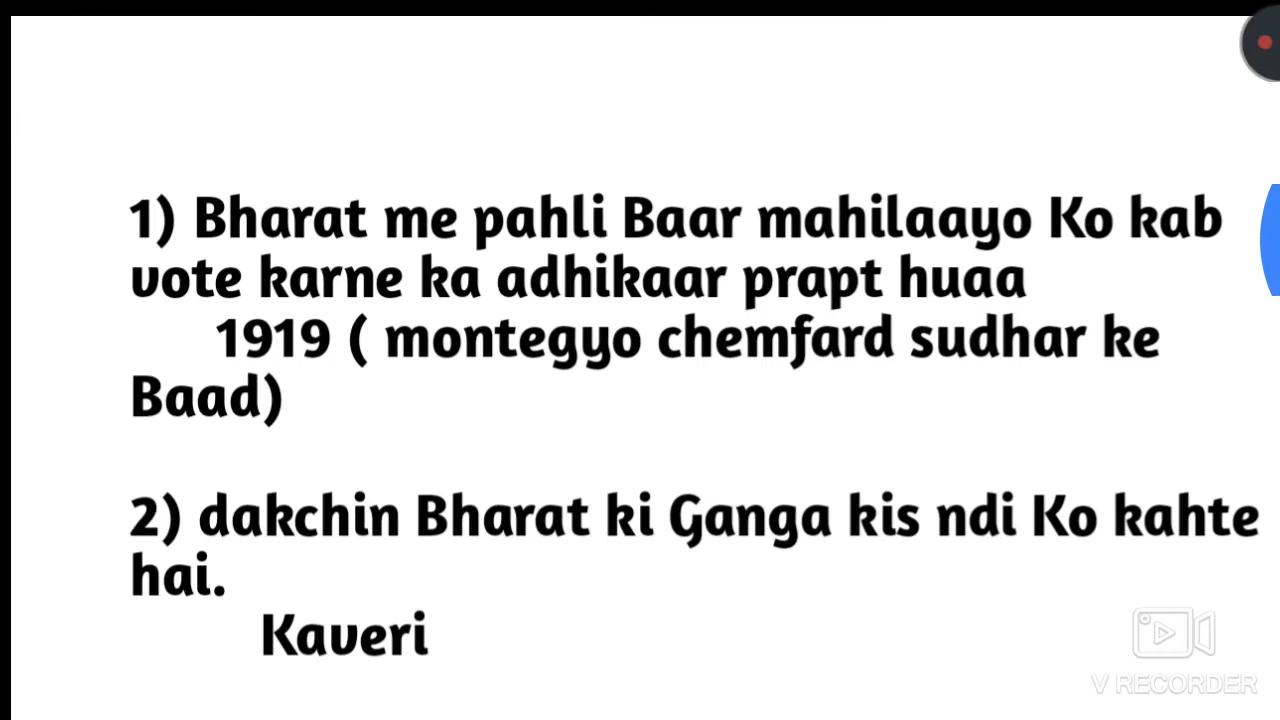 1) Bharat me pahli Baar mahilaayo Ko kab
vote karne ka adhikaar prapt huaa
1919 ( montegyo chemfard sudhar ke
Baad)
2) dakchin Bharat ki Ganga kis ndi Ko kahte
hai.
Kaveri
V RECORDER